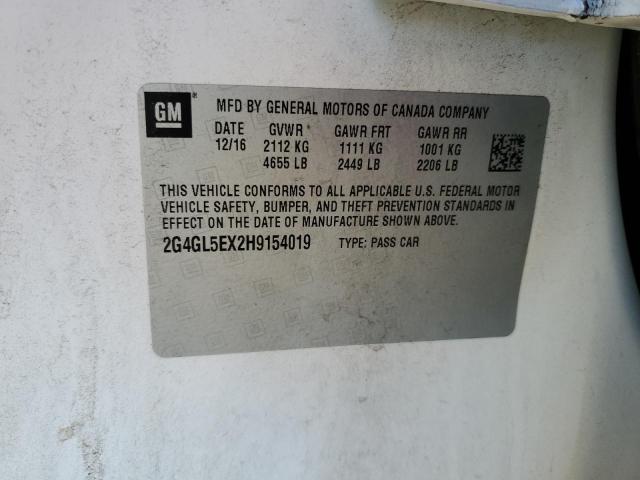 GM®
MFD BY GENERAL MOTORS OF CANADA COMPANY
DATE GVWR GAWR FRT GAWR RR
12/16 2112 KG 1111 KG 1001 KG
4655 LB 2449 LB 2206 LB
THIS VEHICLE CONFORMS TO ALL APPLICABLE U.S. FEDERAL MOTOR
VEHICLE SAFETY, BUMPER, AND THEFT PREVENTION STANDARDS IN
EFFECT ON THE DATE OF MANUFACTURE SHOWN ABOVE.
2G4GL5EX2H9154019 TYPE: PASS CAR